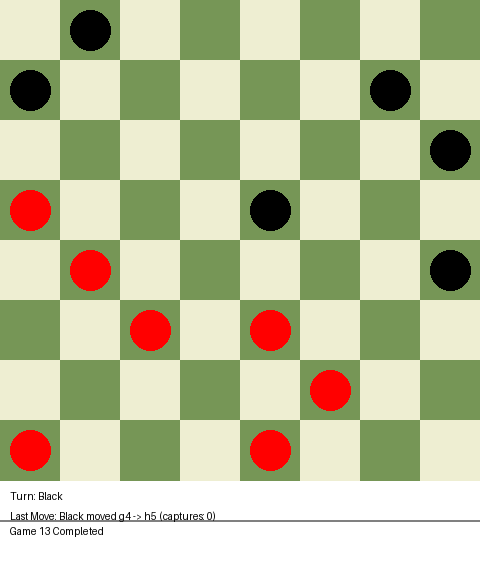 Turn: Black
Last Move: Black moved g4 -> h5 (captures: 0)
Game 13 Completed